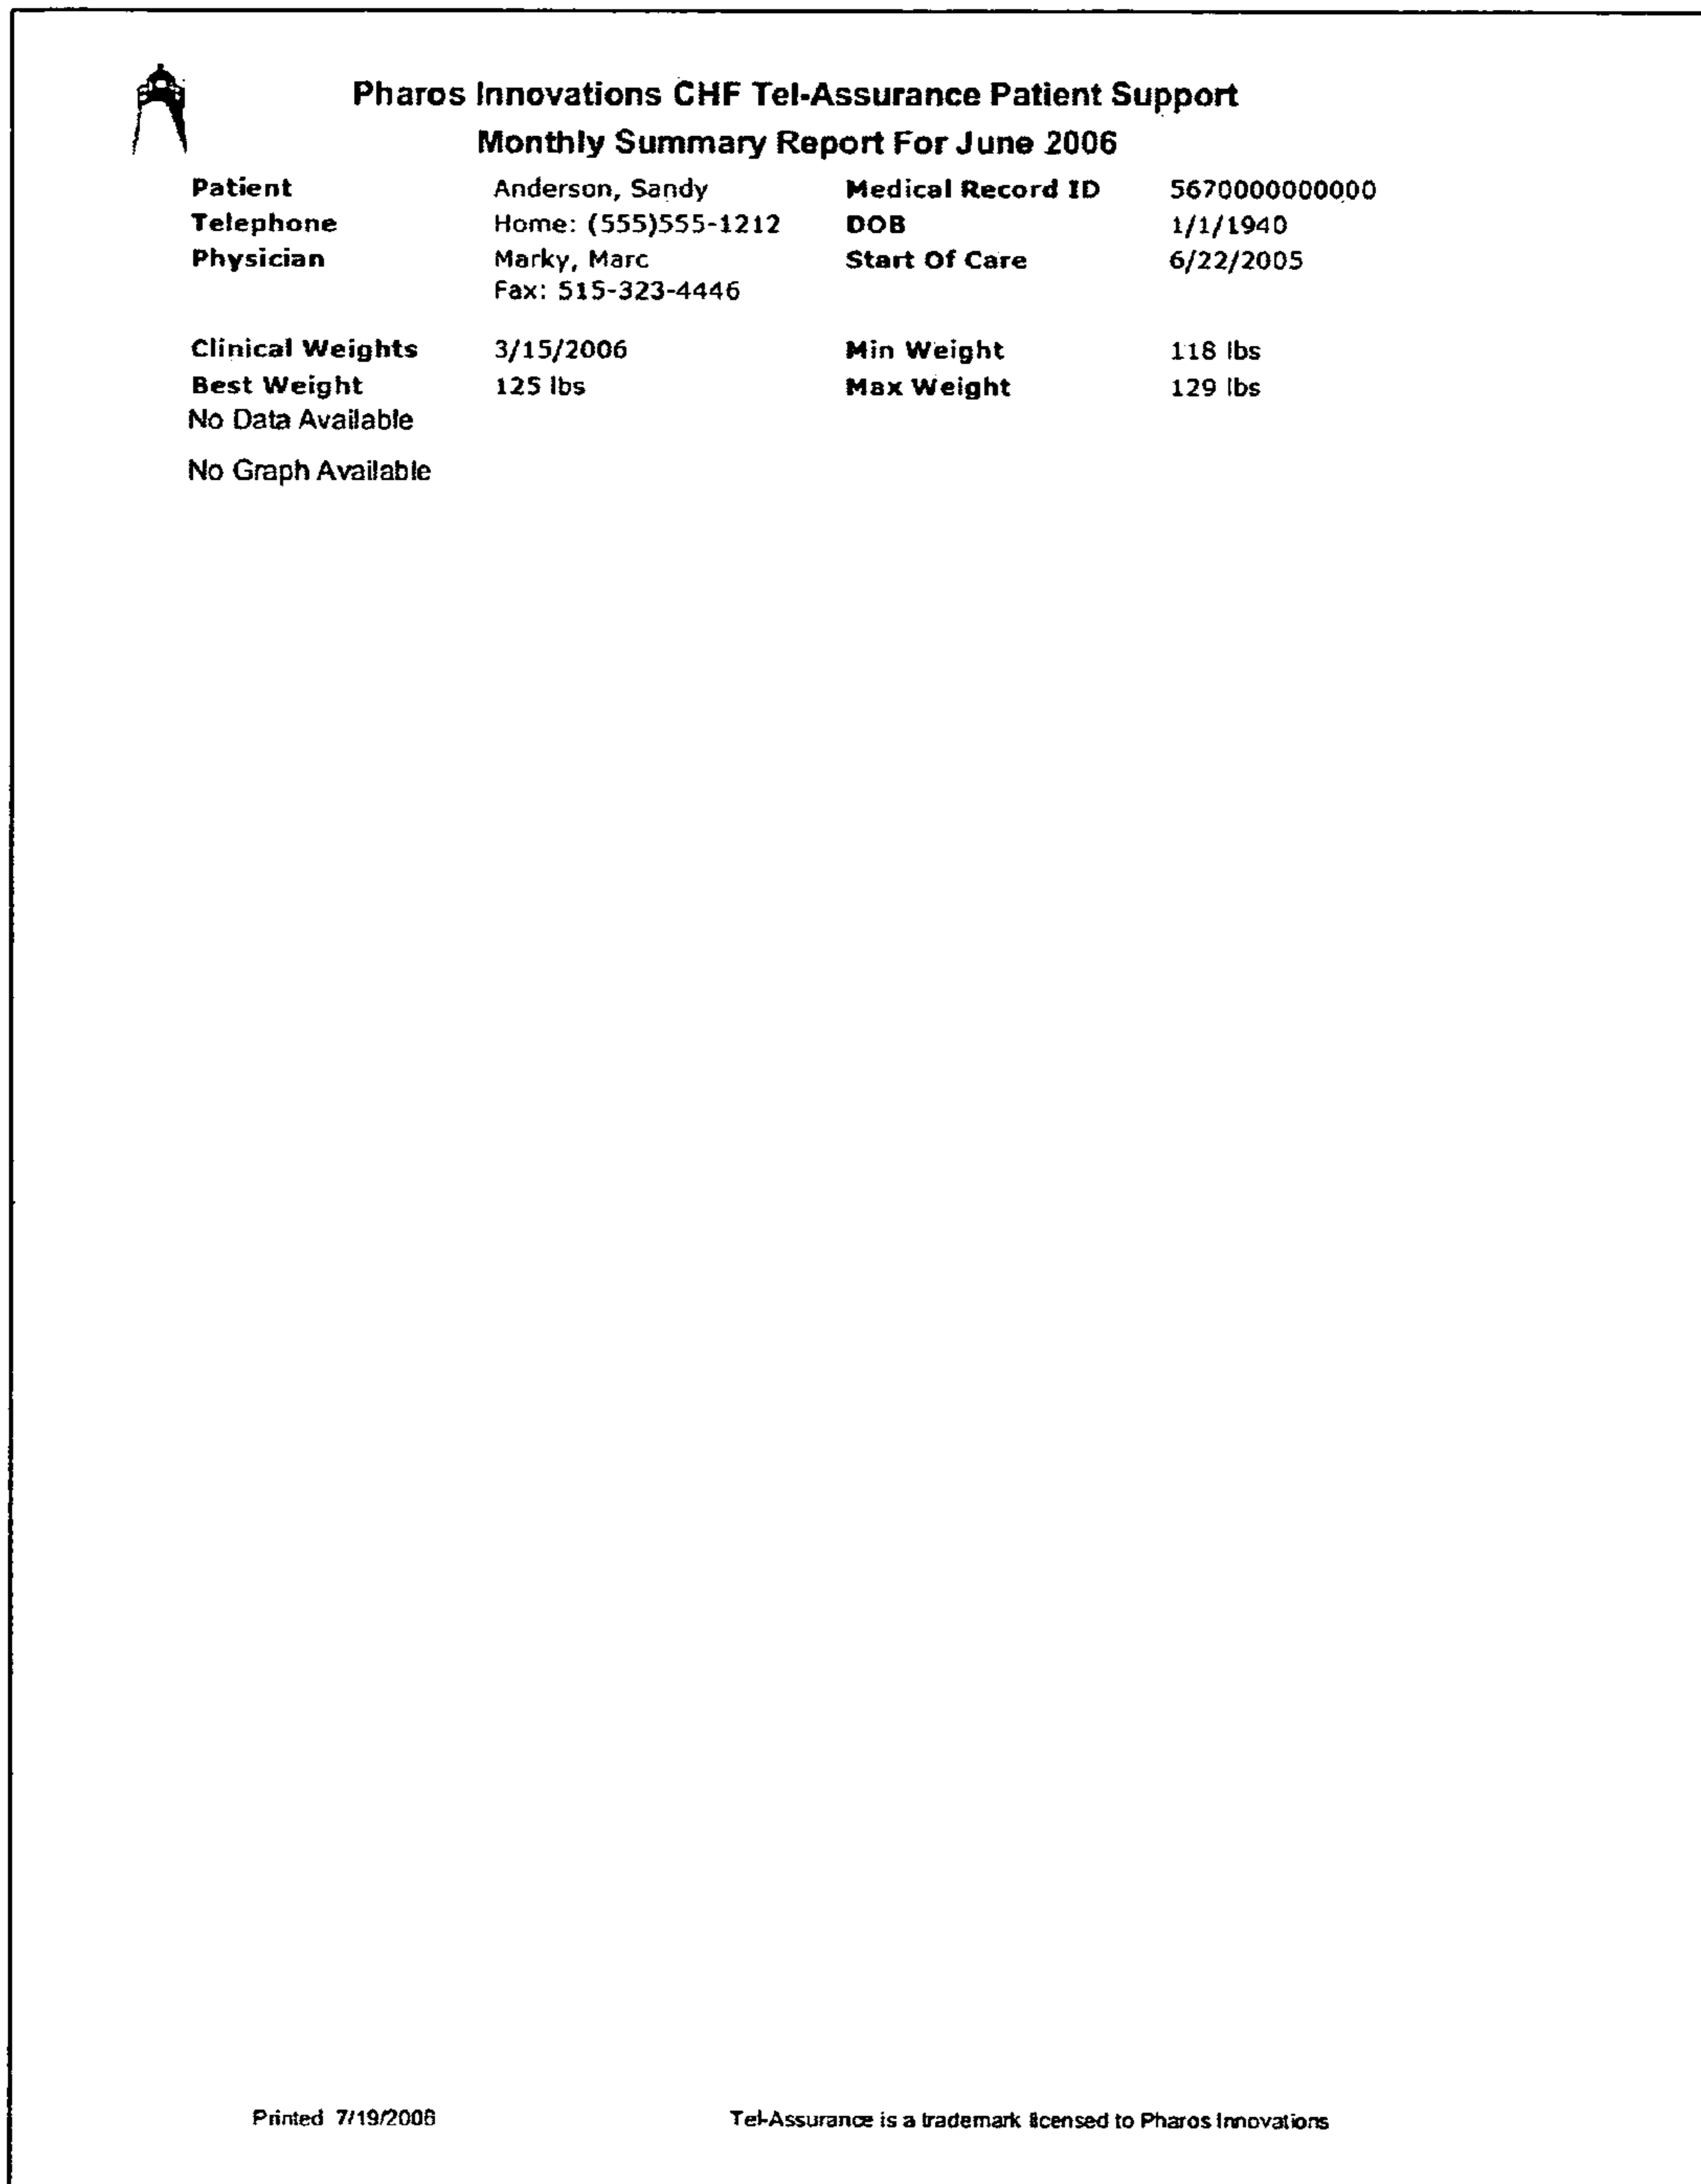 Pharos Innovations CHF Tel-Assurance Patient Support
Monthly Summary Report For June 2006
Patient Anderson, Sandy Medical Record ID 5670000000000
Telephone Home: (555)555-1212 DOB 1/1/1940
Physician Marky, Marc Start Of Care 6/22/2005
Fax: 515-323-4446
Clinical Weights 3/15/2006 Min Weight 118 lbs
Best Weight 125 lbs Max Weight 129 lbs
No Data Available
No Graph Available
Printed 7/19/2006 Tel-Assurance is a trademark licensed to Pharos Innovations